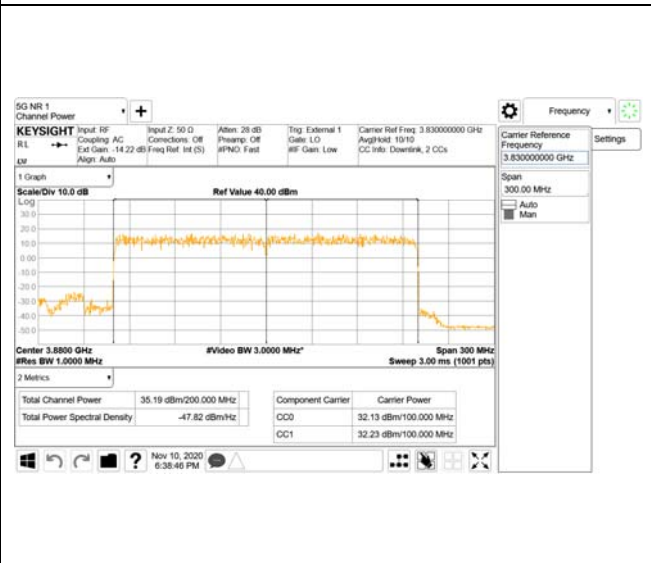 5G NR 1
Channel Power
Frequency
KEYSIGHT
RL
Input: RF
Coupling: AC
Ext Gain: -14.22 dB
Align: Auto
Input Z: 50 Ω
Corrections: Off
Freq Ref: Int (S)
Atten: 28 dB
Preamp: Off
#PNO: Fast
Trig: External 1
Gate: LO
#IF Gain: Low
Carrier Ref Freq: 3.830000000 GHz
Avg|Hold: 10/10
CC Info: Downlink, 2 CCs
Carrier Reference
Frequency
3.830000000 GHz
Settings
Span
300.00 MHz
Auto
Man
1 Graph
Scale/Div 10.0 dB
Ref Value 40.00 dBm
Log
30.0
20.0
10.0
0.00
-10.0
-20.0
-30.0
-40.0
-50.0
Center 3.8800 GHz
#Video BW 3.0000 MHz*
Span 300 MHz
#Res BW 1.0000 MHz
Sweep 3.00 ms (1001 pts)
2 Metrics
Total Channel Power 35.19 dBm/200.000 MHz
Total Power Spectral Density -47.82 dBm/Hz
Component Carrier Carrier Power
CC0 32.13 dBm/100.000 MHz
CC1 32.23 dBm/100.000 MHz
Nov 10, 2020
6:38:46 PM